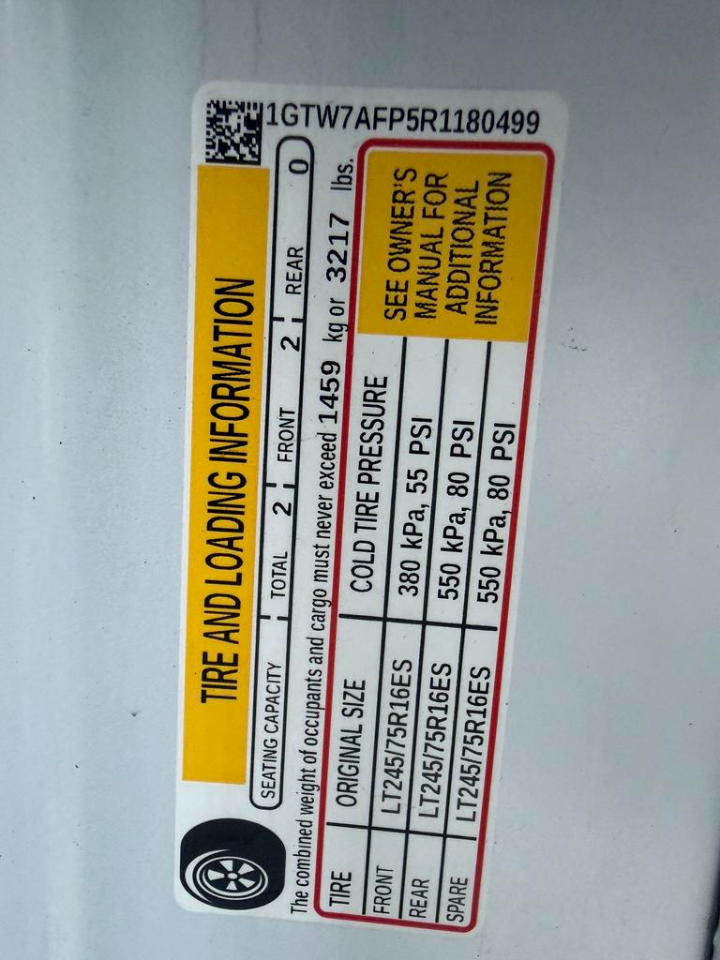 1GTW7AFP5R1180499
TIRE AND LOADING INFORMATION
SEATING CAPACITY TOTAL 2 FRONT 2 REAR 0
The combined weight of occupants and cargo must never exceed 1459 kg or 3217 lbs.
TIRE ORIGINAL SIZE COLD TIRE PRESSURE
FRONT LT245/75R16ES 380 kPa, 55 PSI
REAR LT245/75R16ES 550 kPa, 80 PSI
SPARE LT245/75R16ES 550 kPa, 80 PSI
SEE OWNER'S
MANUAL FOR
ADDITIONAL
INFORMATION